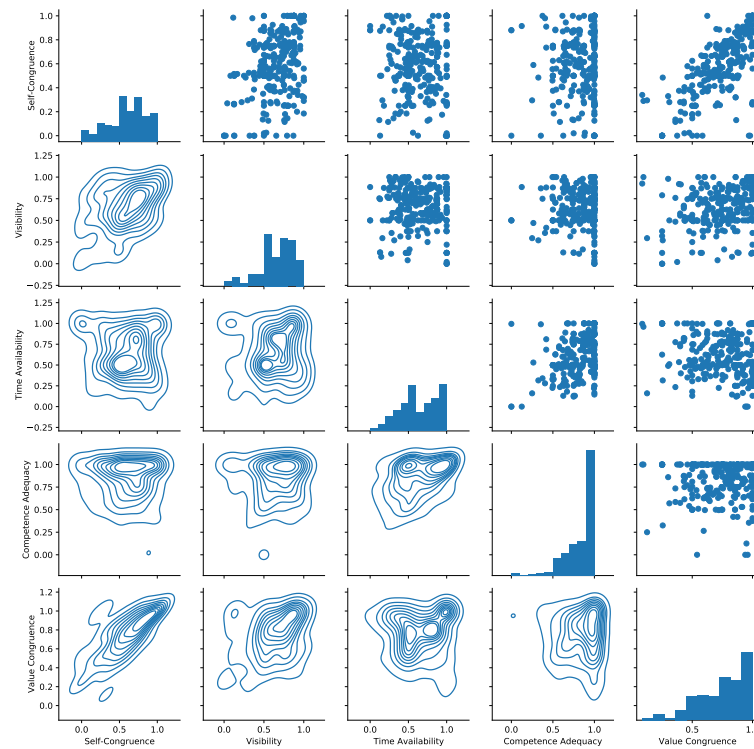 1.0
0.8
0.6
0.4
0.2
0.0
Self-Congruence
1.25
1.00
0.75
0.50
0.25
0.00
−0.25
Visibility
1.25
1.00
0.75
0.50
0.25
0.00
−0.25
Time Availability
1.00
0.75
0.50
0.25
0.00
Competence Adequacy
1.2
1.0
0.8
0.6
0.4
0.2
0.0
Value Congruence
0.0 0.5 1.0
Self-Congruence
0.0 0.5 1.0
Visibility
0.0 0.5 1.0
Time Availability
0.0 0.5 1.0
Competence Adequacy
0.0 0.5
Value Congruence